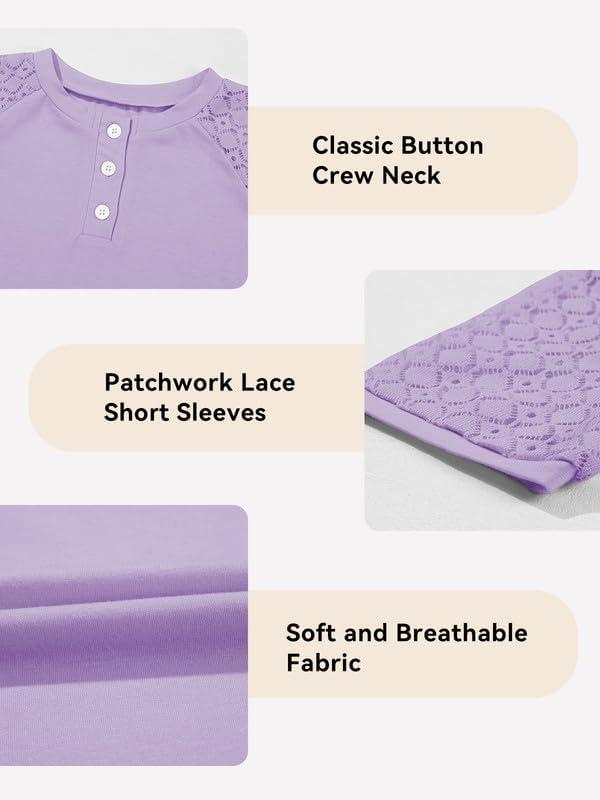 Classic Button
Crew Neck
Patchwork Lace
Short Sleeves
Soft and Breathable
Fabric